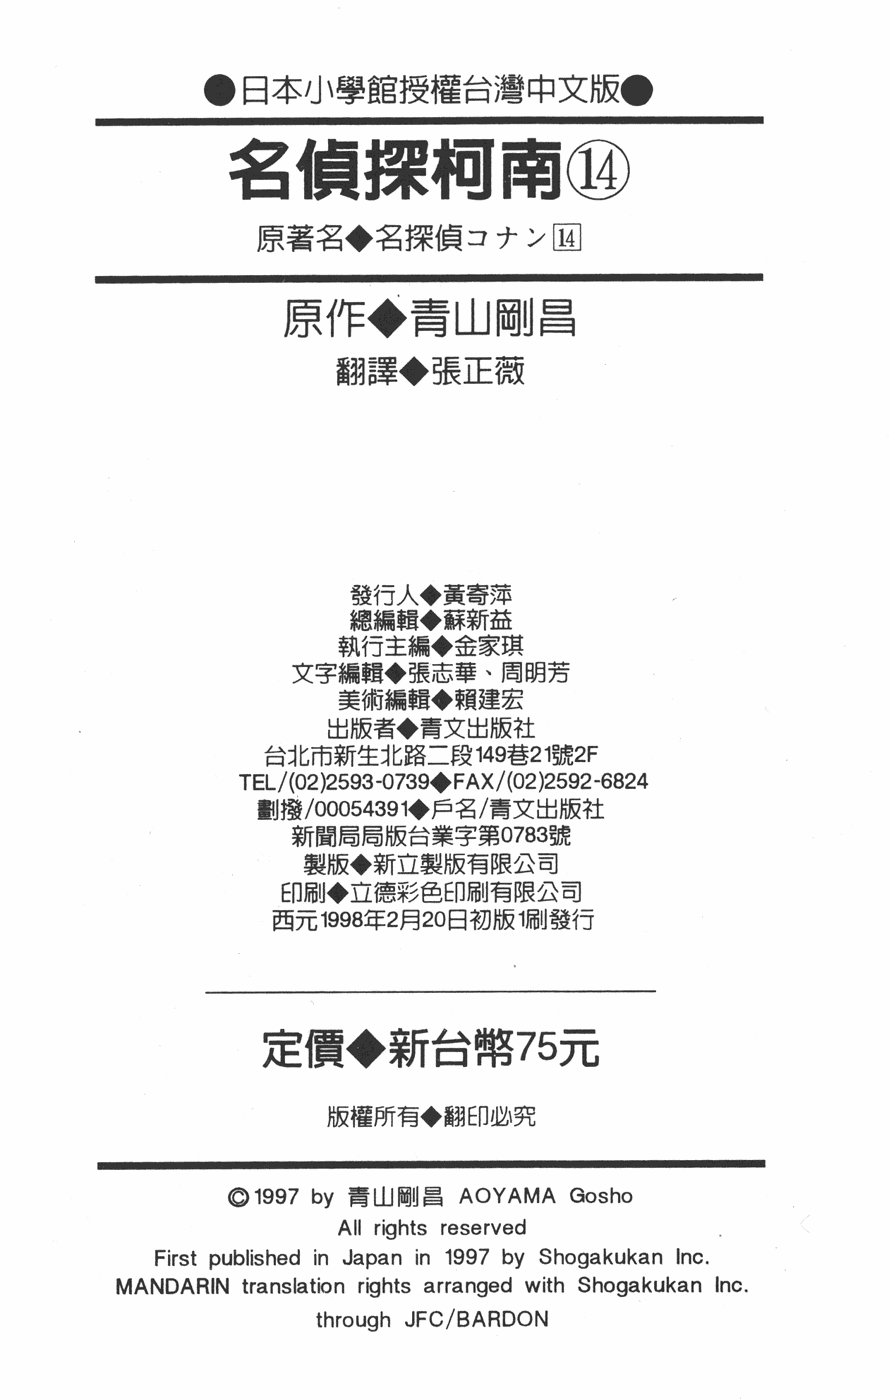 ●日本小學館授權台灣中文版●
名偵探柯南⑭
原著名◆名探偵コナン14
原作◆青山剛昌
翻譯◆張正薇
發行人◆黃寄萍
總編輯◆蘇新益
執行主編◆金家琪
文字編輯◆張志華、周明芳
美術編輯◆賴建宏
出版者◆青文出版社
台北市新生北路二段149巷21號2F
TEL/(02)2593-0739◆FAX/(02)2592-6824
劃撥/00054391◆戶名/青文出版社
新聞局局版台業字第0783號
製版◆新立製版有限公司
印刷◆立德彩色印刷有限公司
西元1998年2月20日初版1刷發行
定價◆新台幣75元
版權所有◆翻印必究
©1997 by 青山剛昌 AOYAMA Gosho
All rights reserved
First published in Japan in 1997 by Shogakukan Inc.
MANDARIN translation rights arranged with Shogakukan Inc.
through JFC/BARDON